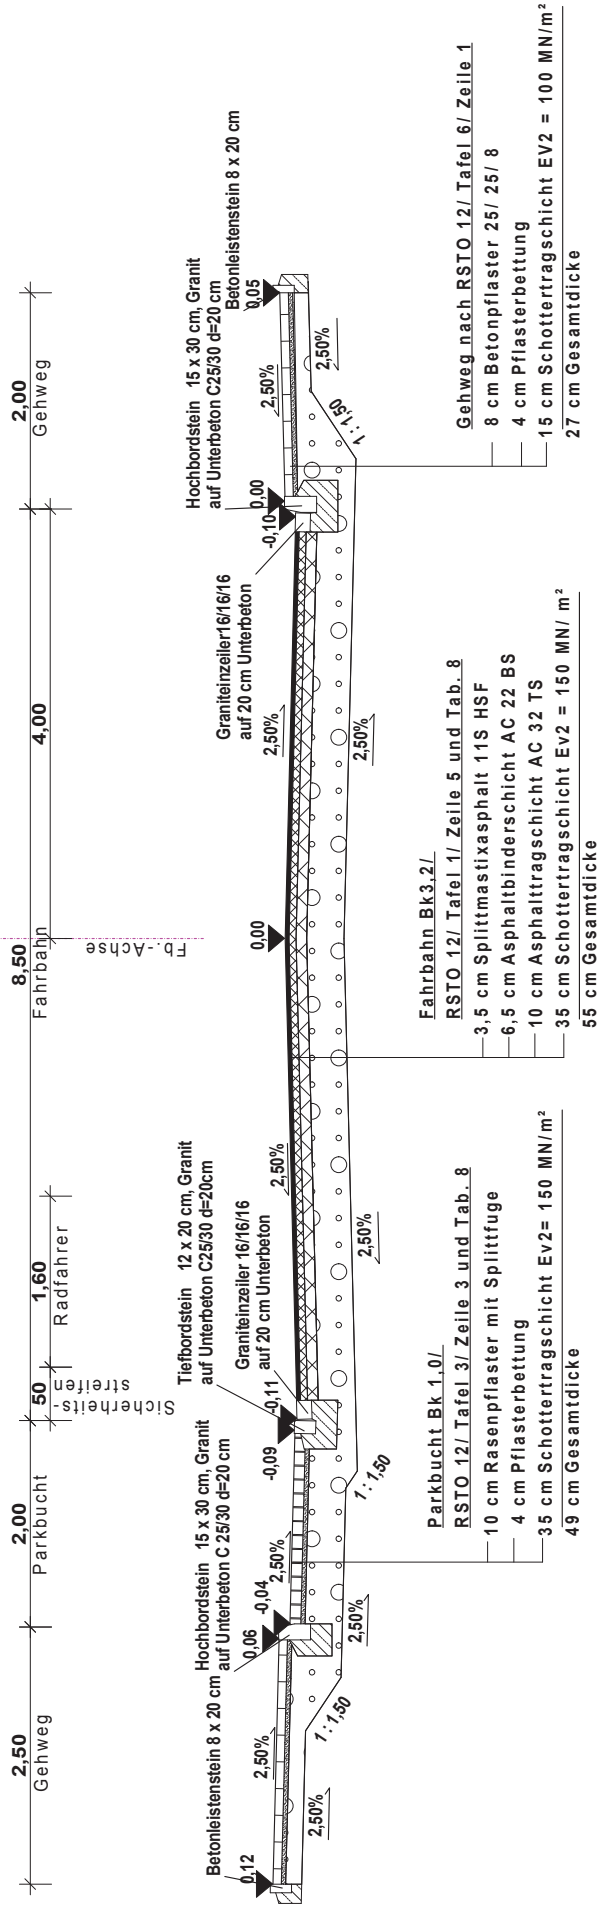 2,50
Gehweg
2,00
Parkbucht
50
Sicherheits-
streifen
1,60
Radfahrer
8,50
Fahrbahn
Fb.-Achse
4,00
2,00
Gehweg
Betonleistenstein 8 x 20 cm
0,12
2,50%
2,50%
1 : 1,50
Hochbordstein 15 x 30 cm, Granit
auf Unterbeton C 25/30 d=20 cm
0,06
-0,04
2,50%
2,50%
1 : 1,50
Tiefbordstein 12 x 20 cm, Granit
auf Unterbeton C25/30 d=20cm
-0,09
-0,11
Graniteinzeiler 16/16/16
auf 20 cm Unterbeton
2,50%
2,50%
0,00
2,50%
2,50%
Graniteinzeiler16/16/16
auf 20 cm Unterbeton
-0,10
0,00
Hochbordstein 15 x 30 cm, Granit
auf Unterbeton C25/30 d=20 cm
Betonleistenstein 8 x 20 cm
0,05
2,50%
2,50%
1 : 1,50
Parkbucht Bk 1,0/
RSTO 12/ Tafel 3/ Zeile 3 und Tab. 8
10 cm Rasenpflaster mit Splittfuge
4 cm Pflasterbettung
35 cm Schottertragschicht Ev2= 150 MN/m²
49 cm Gesamtdicke
Fahrbahn Bk3,2/
RSTO 12/ Tafel 1/ Zeile 5 und Tab. 8
3,5 cm Splittmastixasphalt 11S HSF
6,5 cm Asphaltbinderschicht AC 22 BS
10 cm Asphalttragschicht AC 32 TS
35 cm Schottertragschicht Ev2 = 150 MN/ m²
55 cm Gesamtdicke
Gehweg nach RSTO 12/ Tafel 6/ Zeile 1
8 cm Betonpflaster 25/ 25/ 8
4 cm Pflasterbettung
15 cm Schottertragschicht EV2 = 100 MN/m²
27 cm Gesamtdicke